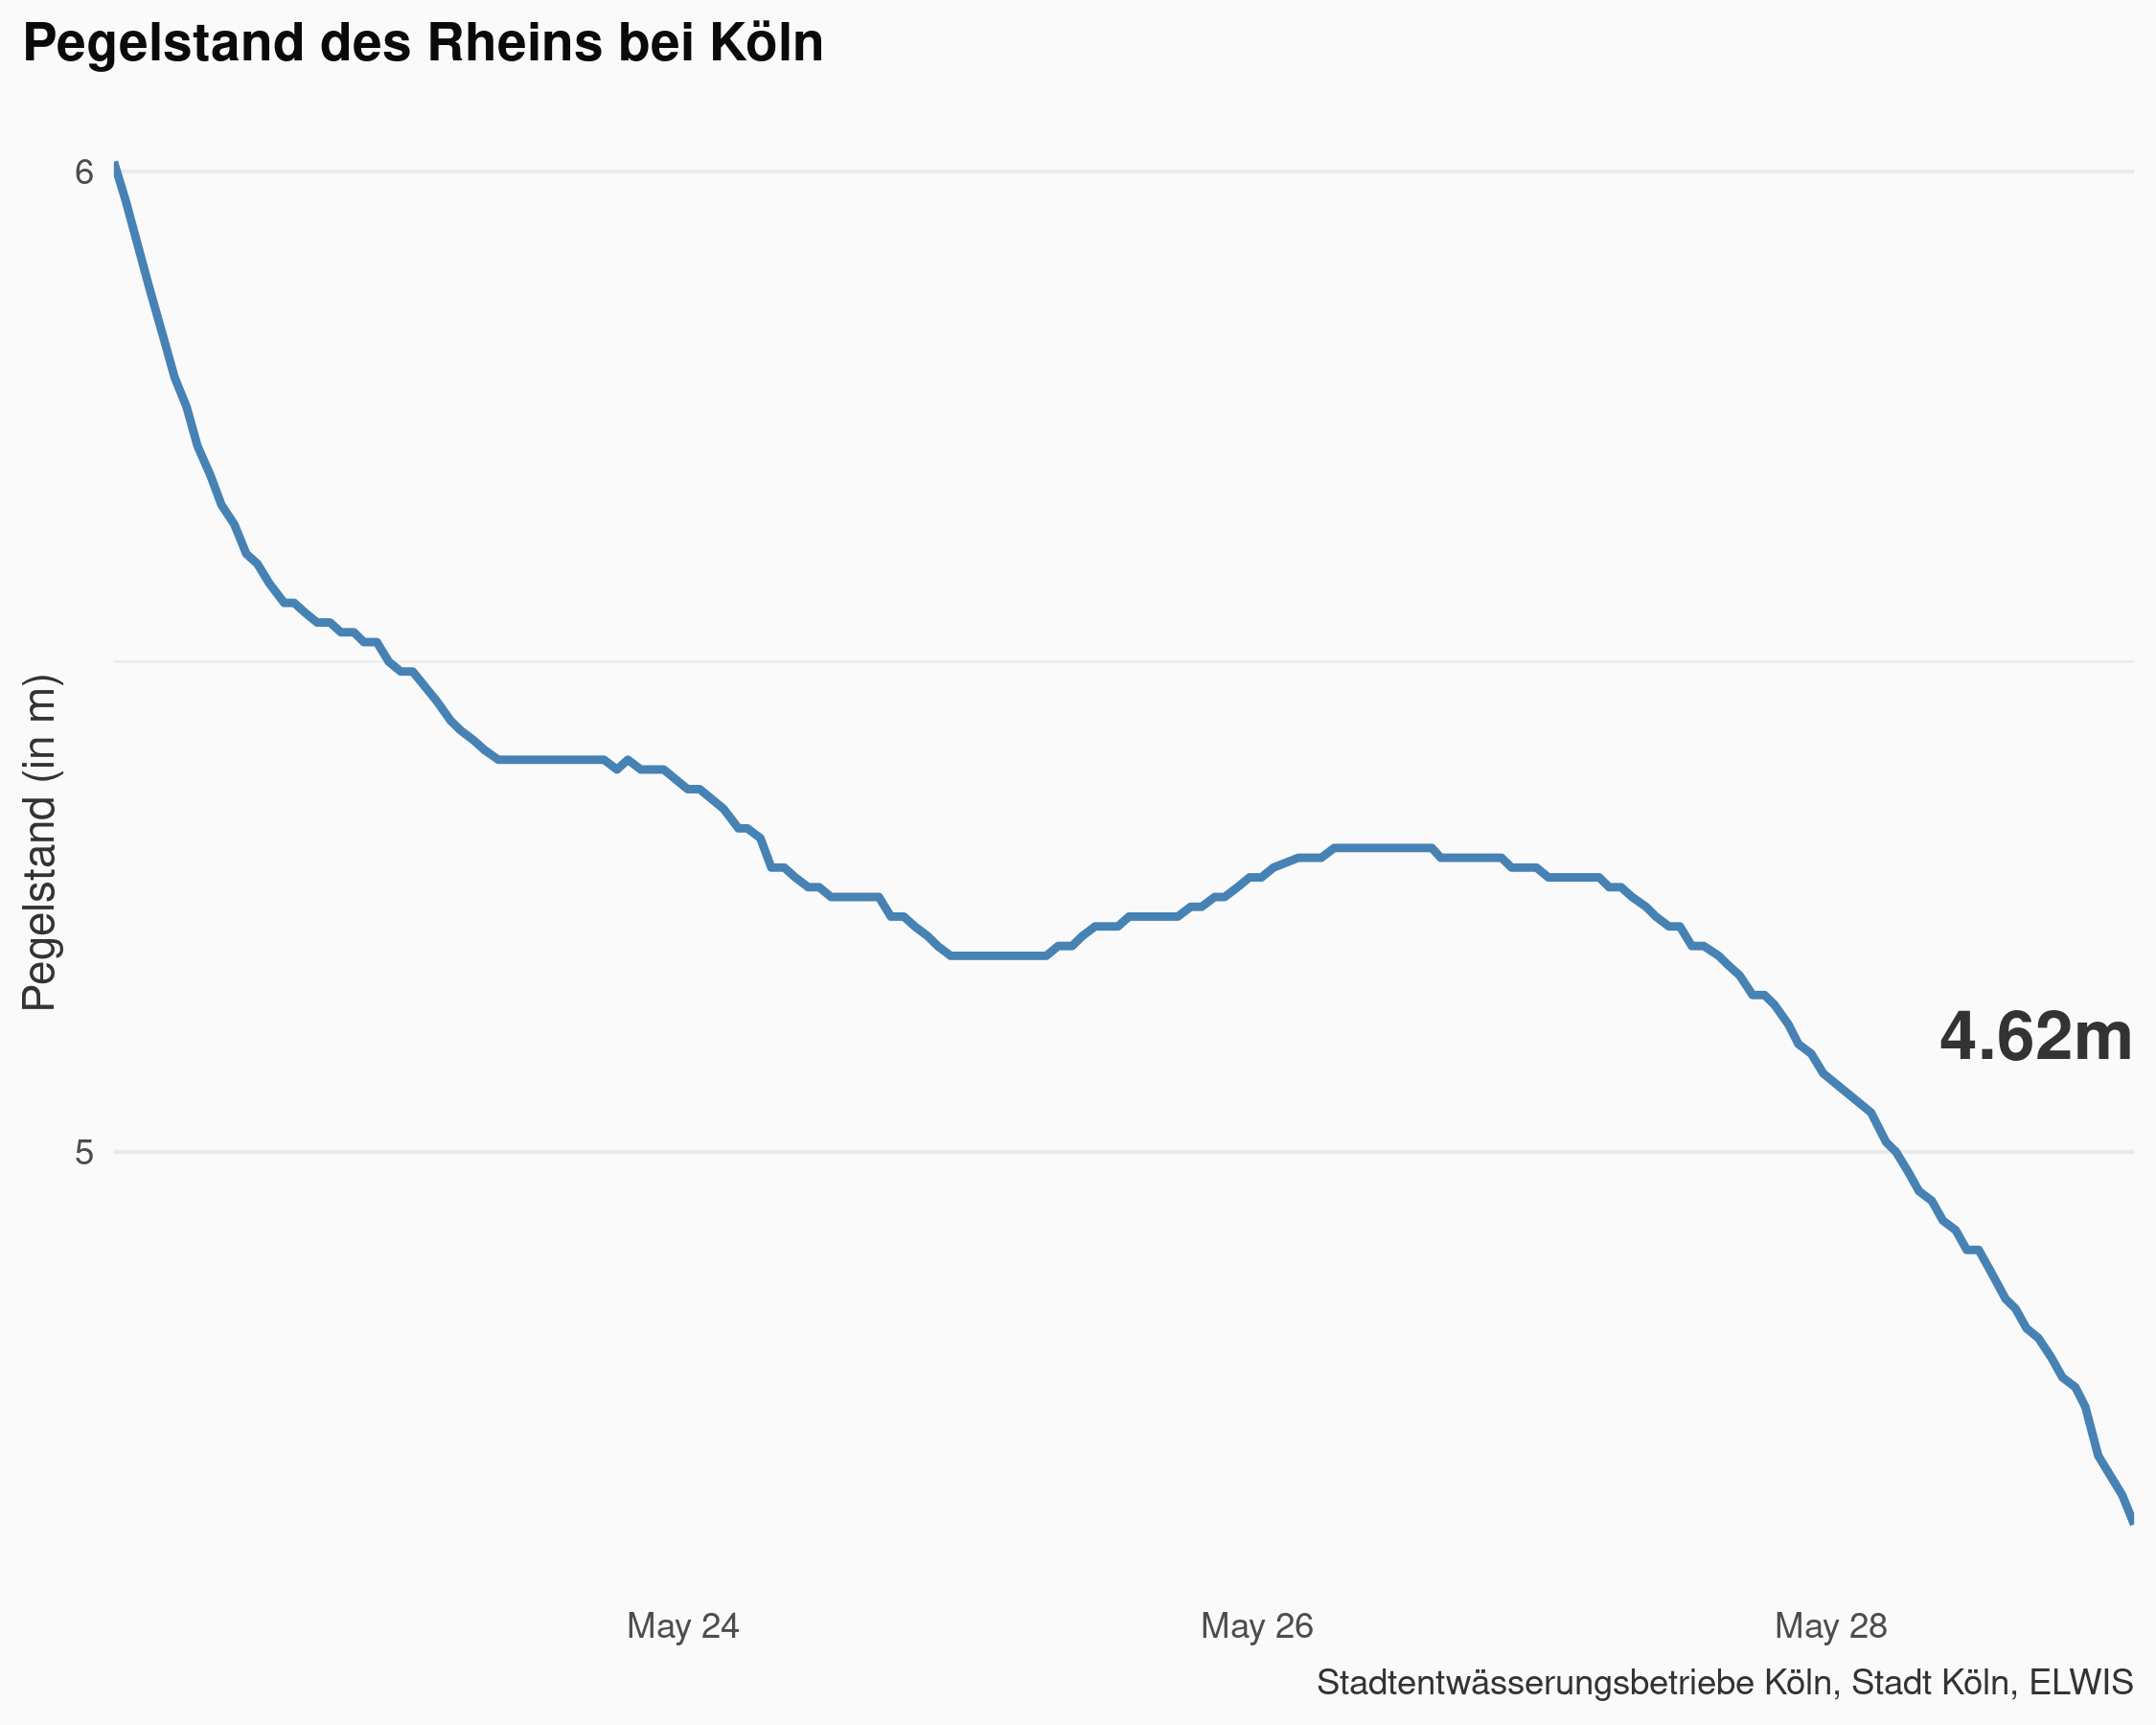 Pegelstand des Rheins bei Köln
Pegelstand (in m)
6
5
4.62m
May 24
May 26
May 28
Stadtentwässerungsbetriebe Köln, Stadt Köln, ELWIS